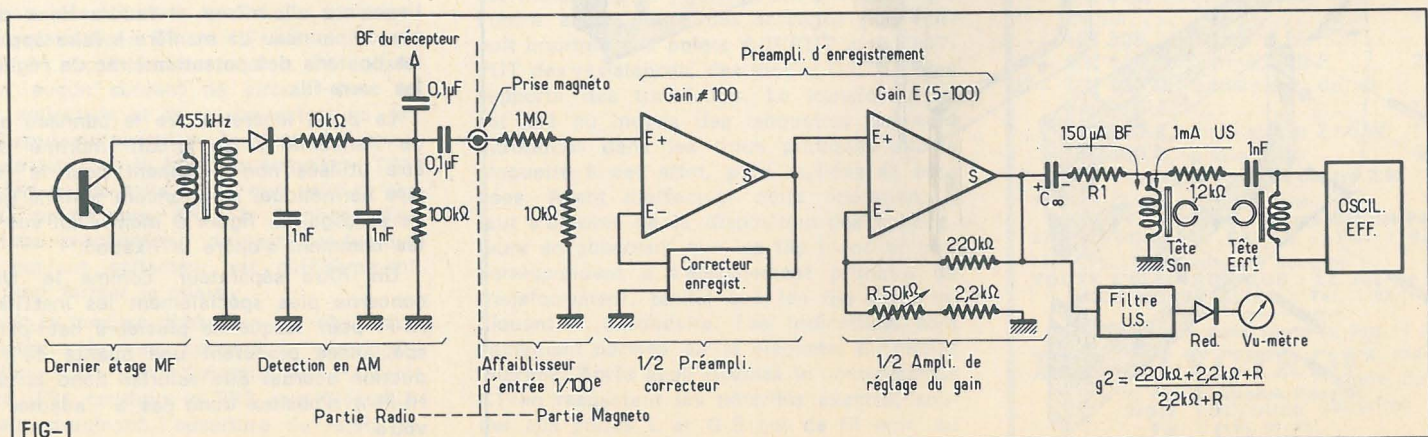 BF du récepteur
Préampli. d'enregistrement
Prise magnéto
Gain # 100
Gain E (5-100)
455kHz
10kΩ
0,1µF
0,1µF
1MΩ
150µA BF
1mA US
1nF
E+
E+
S
S
E-
E-
+
-
C∞
R1
1,2kΩ
OSCIL.
EFF.
1nF
1nF
100kΩ
10kΩ
Correcteur
enregist.
220kΩ
R.50kΩ
2,2kΩ
Tête
Son
Tête
Efft
Filtre
U.S.
Red.
Vu-mètre
Dernier étage MF
Detection en AM
Affaiblisseur
d'entrée 1/100e
1/2 Préampli.
correcteur
1/2 Ampli de
réglage du gain
g2 = 220kΩ+2,2kΩ+R
2,2kΩ+R
Partie Radio
Partie Magneto
FIG-1